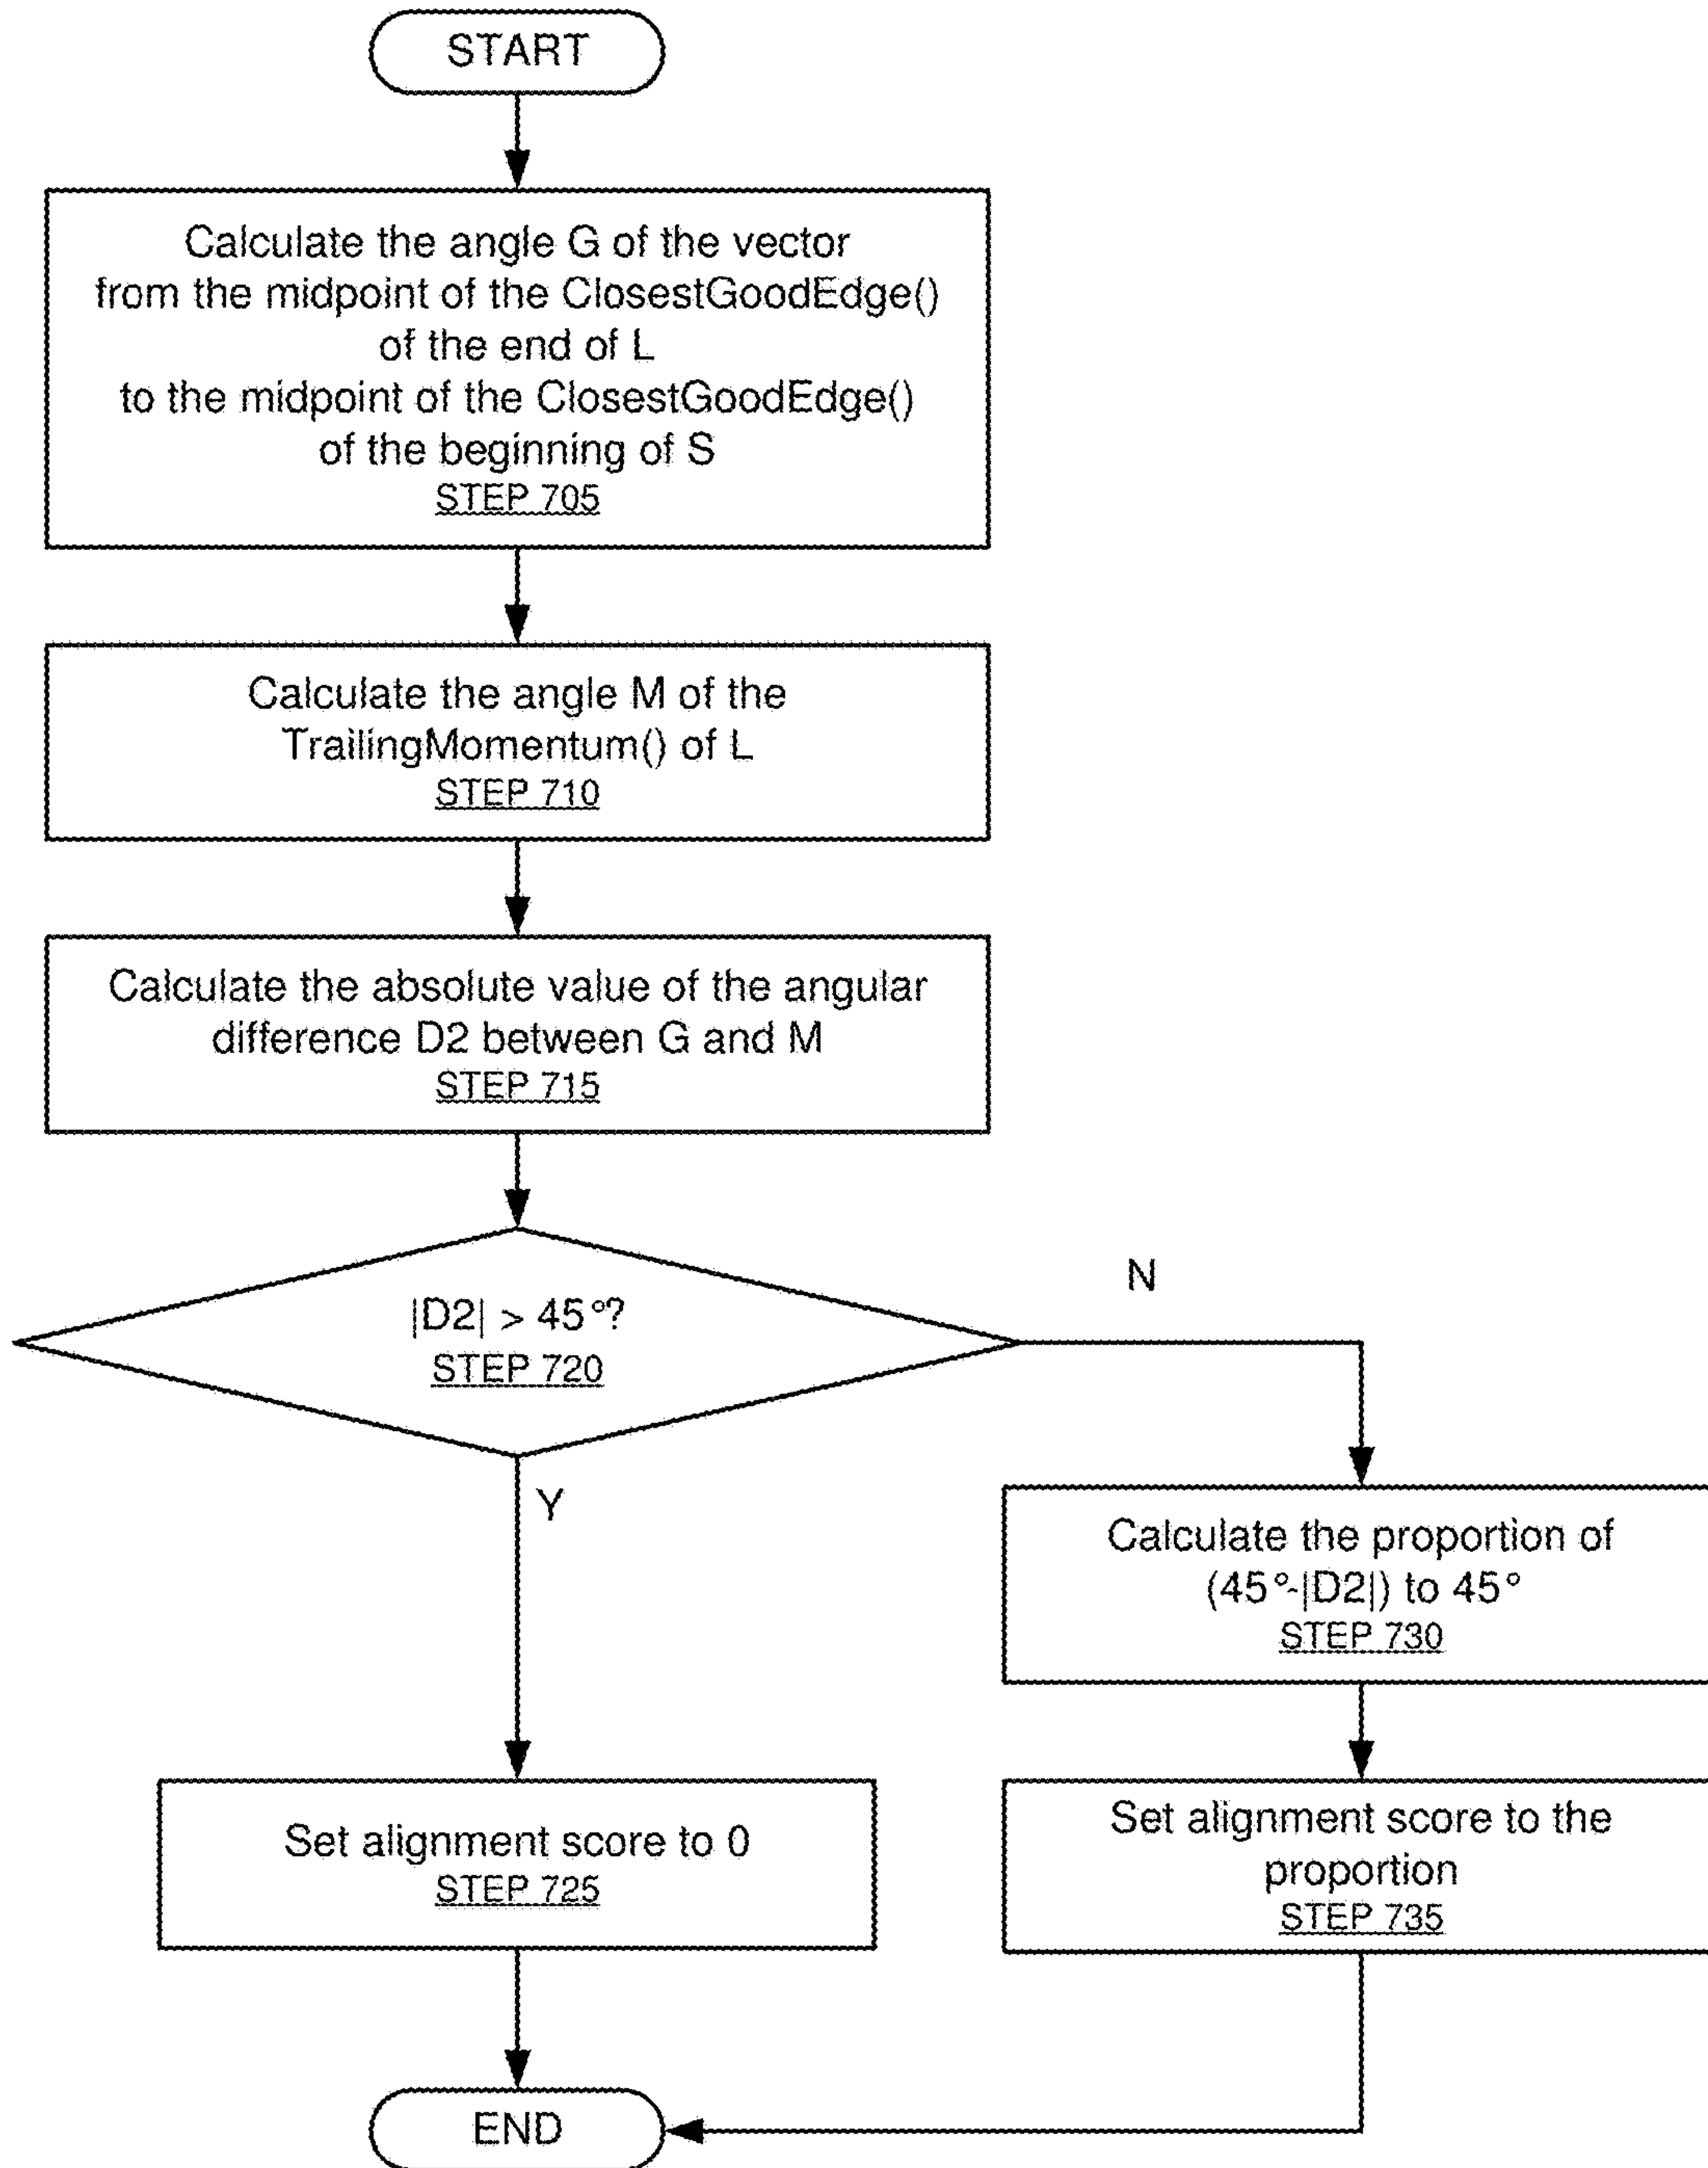 START
Calculate the angle G of the vector
from the midpoint of the ClosestGoodEdge()
of the end of L
to the midpoint of the ClosestGoodEdge()
of the beginning of S
STEP 705
Calculate the angle M of the
TrailingMomentum() of L
STEP 710
Calculate the absolute value of the angular
difference D2 between G and M
STEP 715
|D2| > 45°?
STEP 720
N
Y
Calculate the proportion of
(45°-|D2|) to 45°
STEP 730
Set alignment score to 0
STEP 725
Set alignment score to the
proportion
STEP 735
END